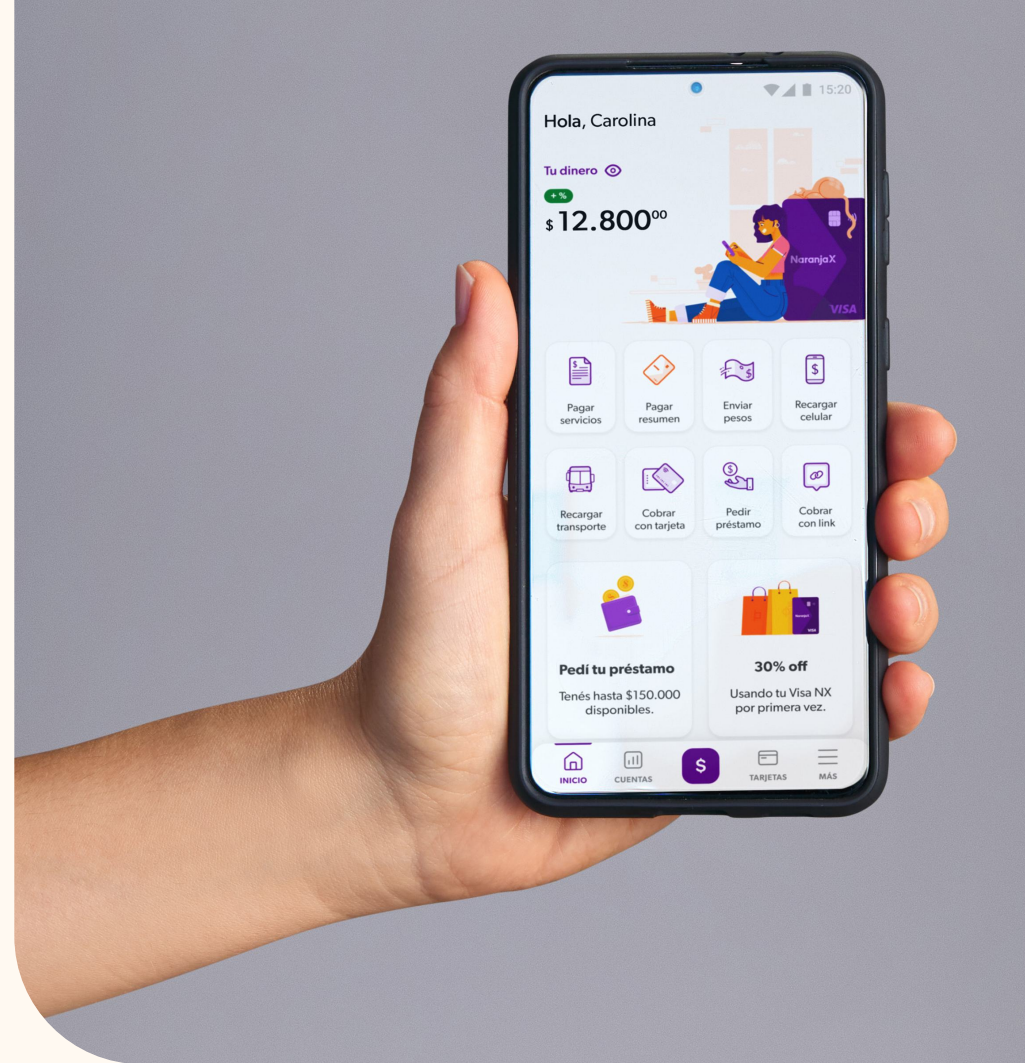 15:20
Hola, Carolina
Tu dinero
+ %
$ 12.800⁰⁰
NaranjaX
VISA
Pagar servicios
Pagar resumen
Enviar pesos
Recargar celular
Recargar transporte
Cobrar con tarjeta
Pedir préstamo
Cobrar con link
Pedí tu préstamo
Tenés hasta $150.000
disponibles.
30% off
Usando tu Visa NX
por primera vez.
INICIO
CUENTAS
$
TARJETAS
MÁS